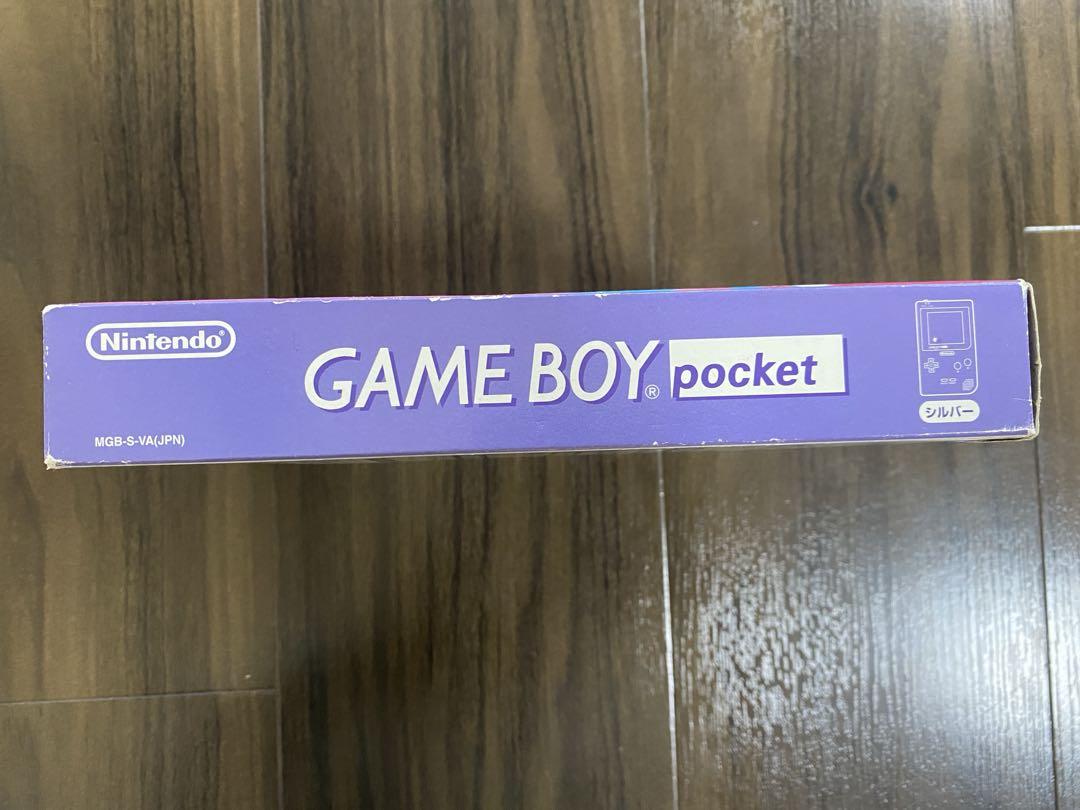 Nintendo®
GAME BOY® pocket
シルバー
MGB-S-VA(JPN)